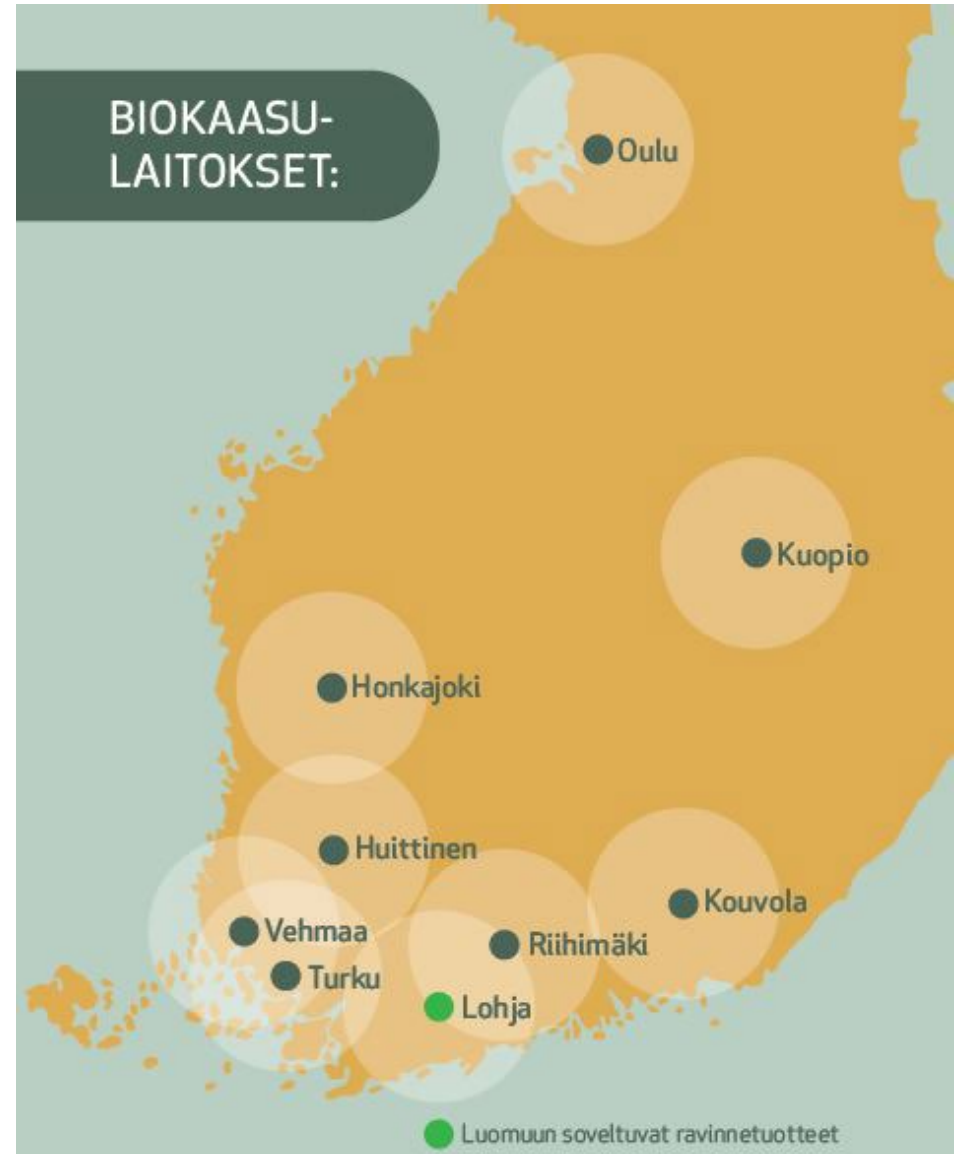 BIOKAASU-
LAITOKSET:
Oulu
Kuopio
Honkajoki
Huittinen
Kouvola
Vehmaa
Riihimäki
Turku
Lohja
Luomuun soveltuvat ravinnetuotteet